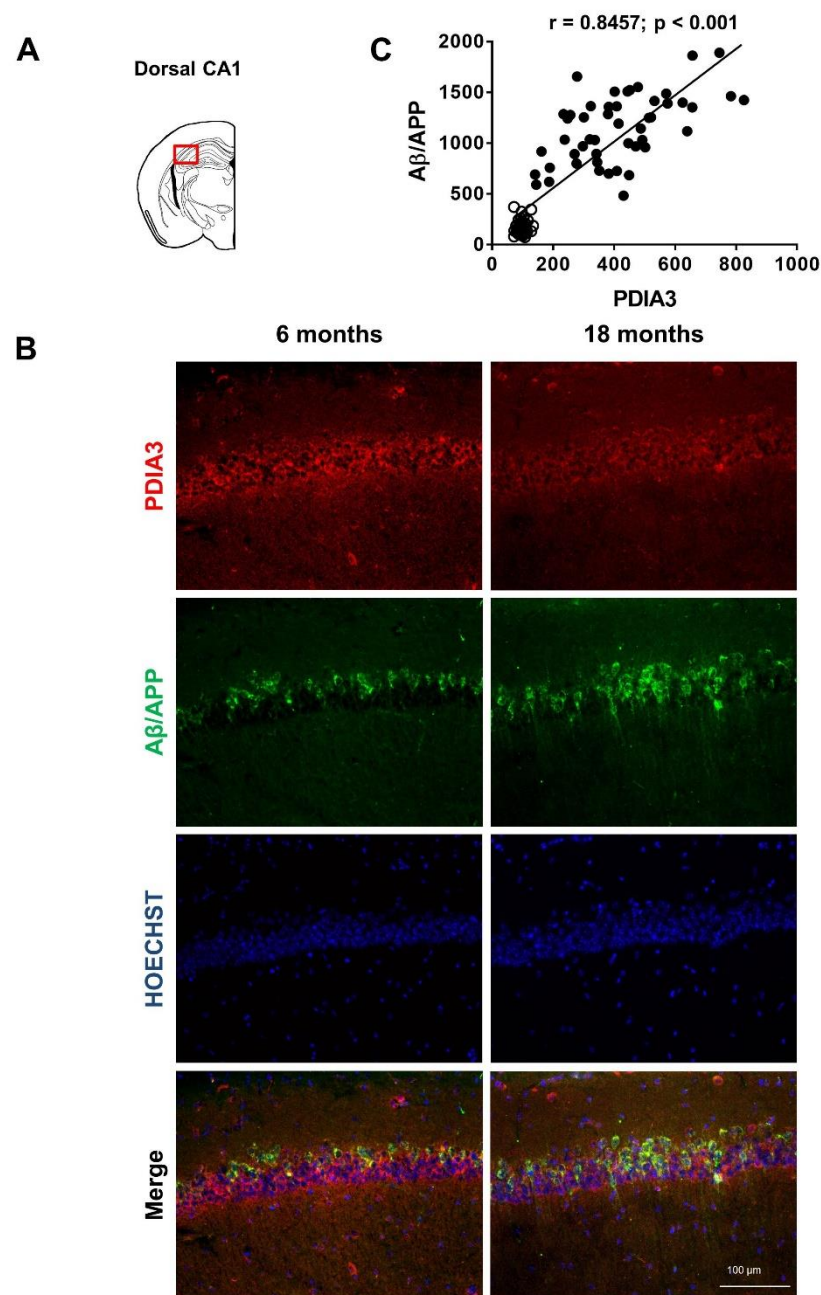 A
Dorsal CA1
C
r = 0.8457; p < 0.001
Aβ/APP
2000
1500
1000
500
0
0 200 400 600 800 1000
PDIA3
B
6 months 18 months
PDIA3
Aβ/APP
HOECHST
Merge
100 μm